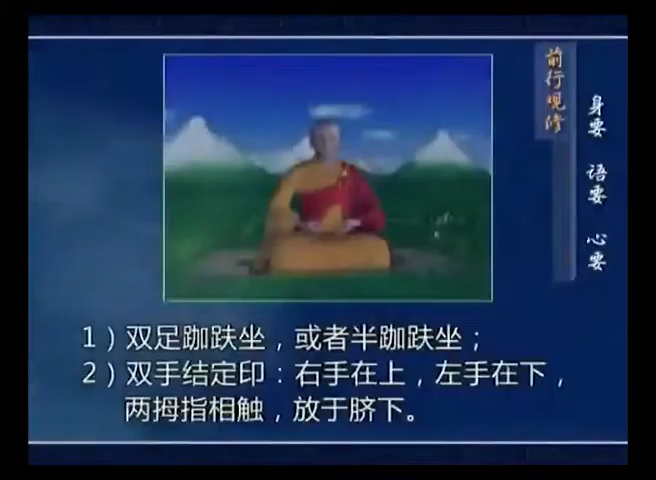 前行观修
身要 语要 心要
1）双足跏趺坐，或者半跏趺坐；
2）双手结定印：右手在上，左手在下，
两拇指相触，放于脐下。